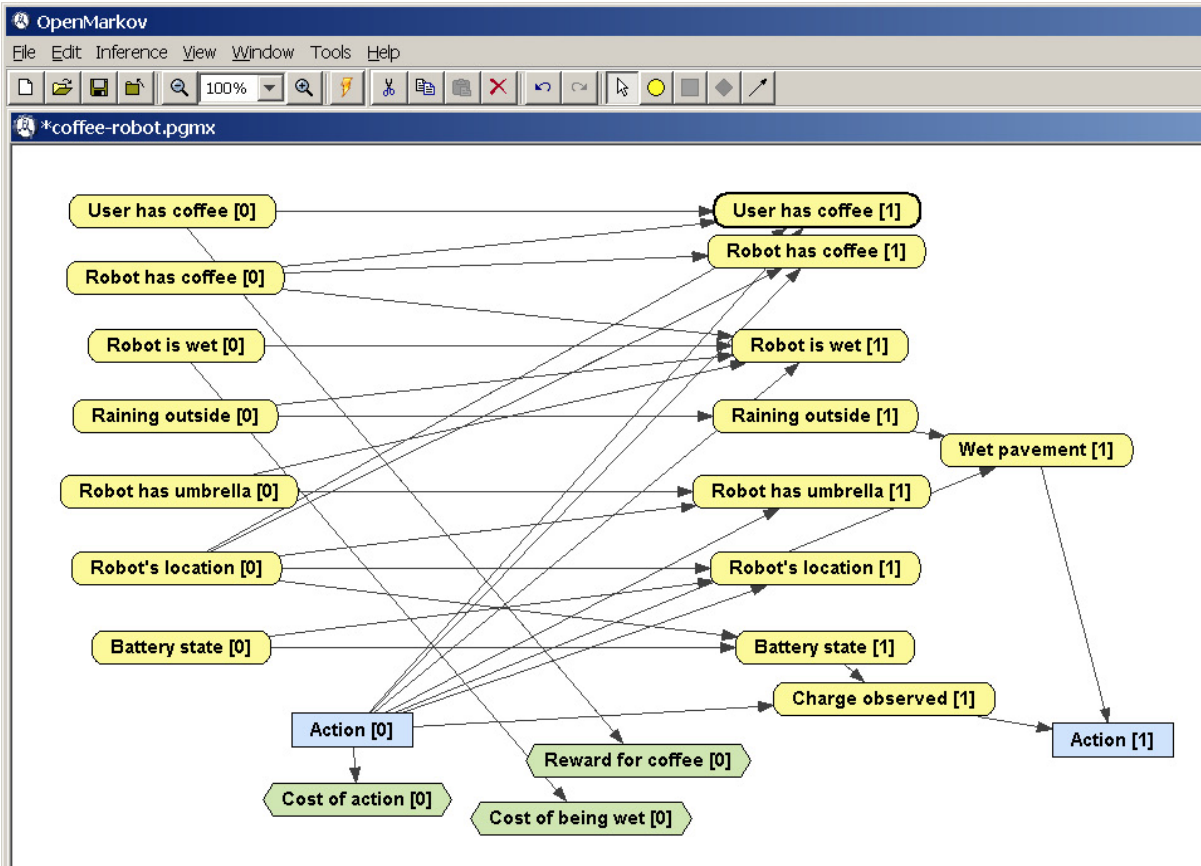 OpenMarkov
File Edit Inference View Window Tools Help
100%
*coffee-robot.pgmx
User has coffee [0]
User has coffee [1]
Robot has coffee [1]
Robot has coffee [0]
Robot is wet [0]
Robot is wet [1]
Raining outside [0]
Raining outside [1]
Wet pavement [1]
Robot has umbrella [0]
Robot has umbrella [1]
Robot's location [0]
Robot's location [1]
Battery state [0]
Battery state [1]
Charge observed [1]
Action [0]
Action [1]
Reward for coffee [0]
Cost of action [0]
Cost of being wet [0]